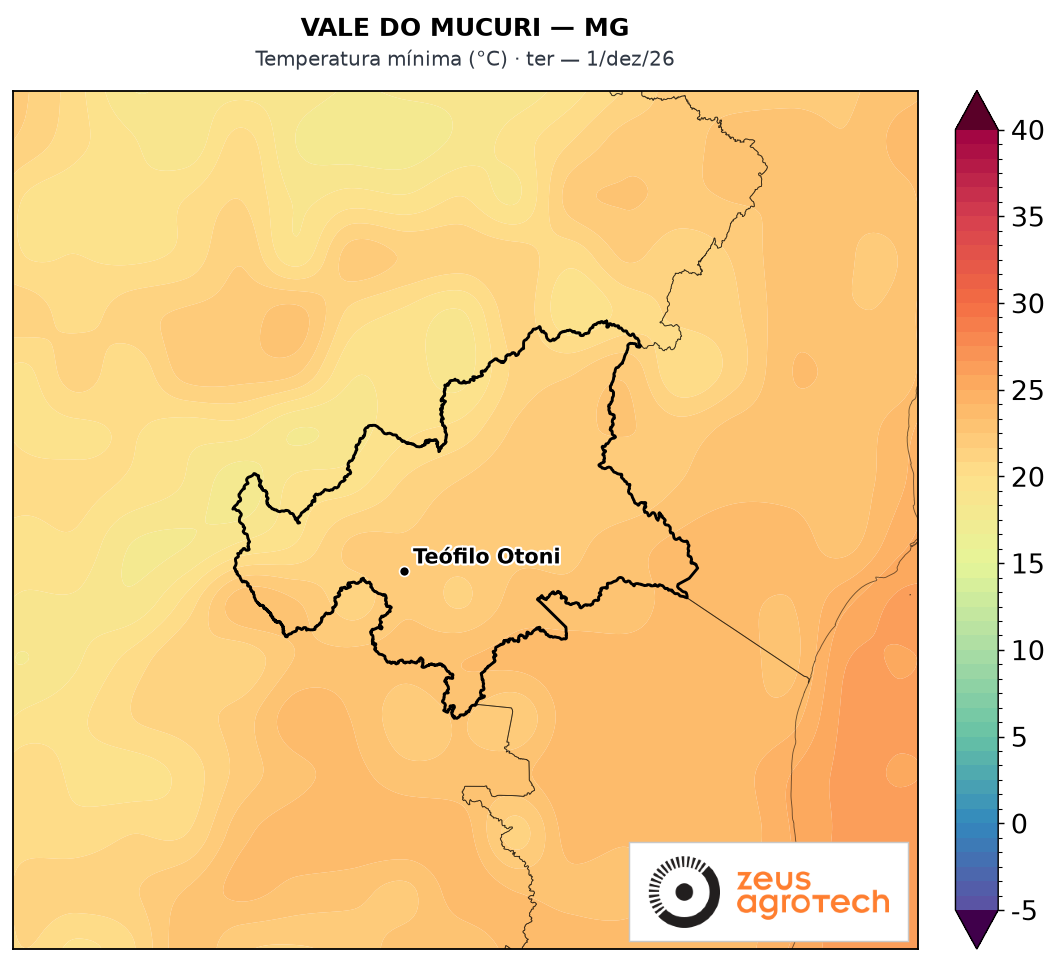 VALE DO MUCURI — MG
Temperatura mínima (°C) · ter — 1/dez/26
40
35
30
25
20
15
10
5
0
-5
Teófilo Otoni
zeus
agrotech